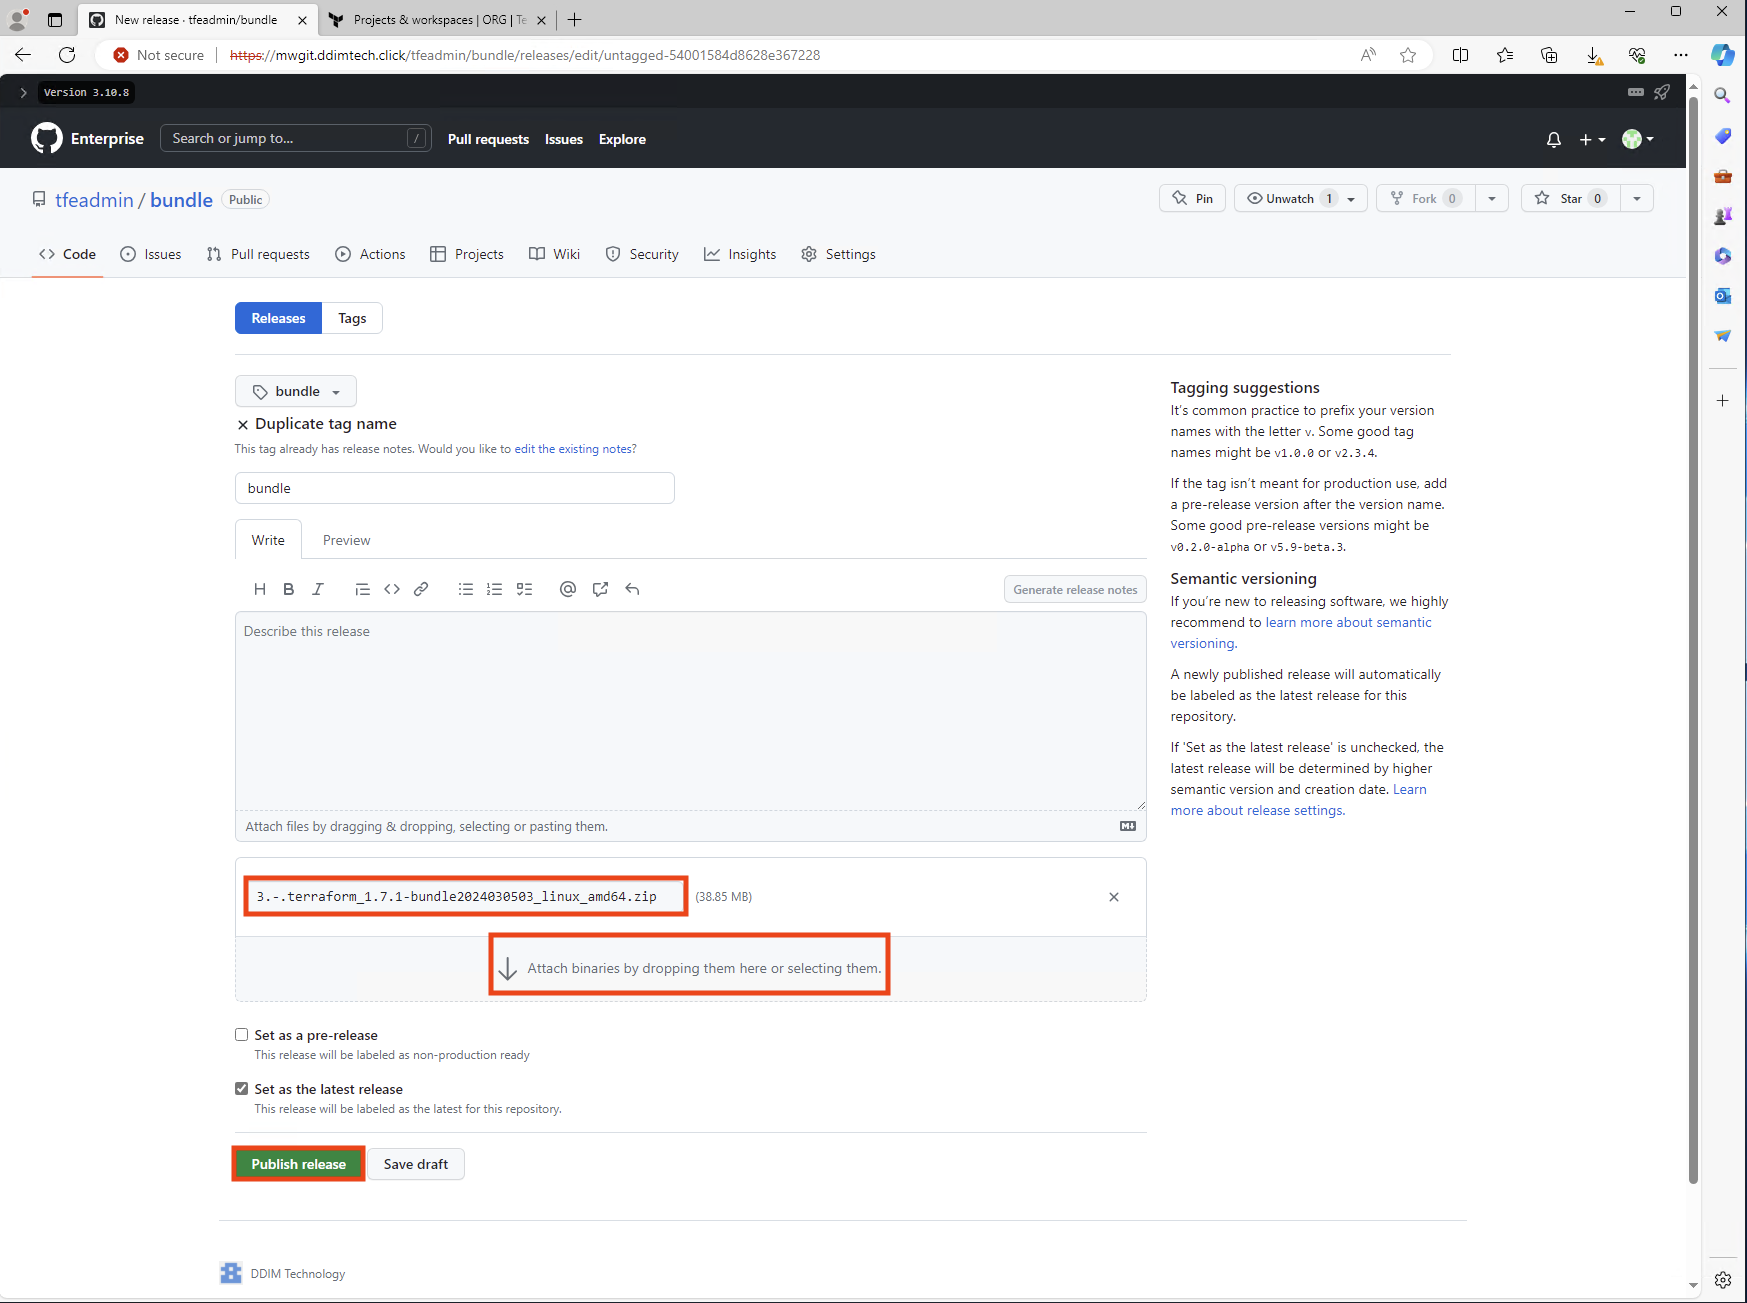 New release · tfeadmin/bundle
Projects & workspaces | ORG | Te
Not secure
https://mwgit.ddimtech.click/tfeadmin/bundle/releases/edit/untagged-54001584d8628e367228
Version 3.10.8
Enterprise
Search or jump to...
/
Pull requests
Issues
Explore
tfeadmin / bundle
Public
Pin
Unwatch 1
Fork 0
Star 0
Code
Issues
Pull requests
Actions
Projects
Wiki
Security
Insights
Settings
Releases
Tags
bundle
Duplicate tag name
This tag already has release notes. Would you like to edit the existing notes?
bundle
Write
Preview
Generate release notes
Describe this release
Attach files by dragging & dropping, selecting or pasting them.
3.-.terraform_1.7.1-bundle2024030503_linux_amd64.zip
(38.85 MB)
Attach binaries by dropping them here or selecting them.
Set as a pre-release
This release will be labeled as non-production ready
Set as the latest release
This release will be labeled as the latest for this repository.
Publish release
Save draft
Tagging suggestions
It's common practice to prefix your version
names with the letter v. Some good tag
names might be v1.0.0 or v2.3.4.
If the tag isn't meant for production use, add
a pre-release version after the version name.
Some good pre-release versions might be
v0.2.0-alpha or v5.9-beta.3.
Semantic versioning
If you're new to releasing software, we highly
recommend to learn more about semantic
versioning.
A newly published release will automatically
be labeled as the latest release for this
repository.
If 'Set as the latest release' is unchecked, the
latest release will be determined by higher
semantic version and creation date. Learn
more about release settings.
DDIM Technology